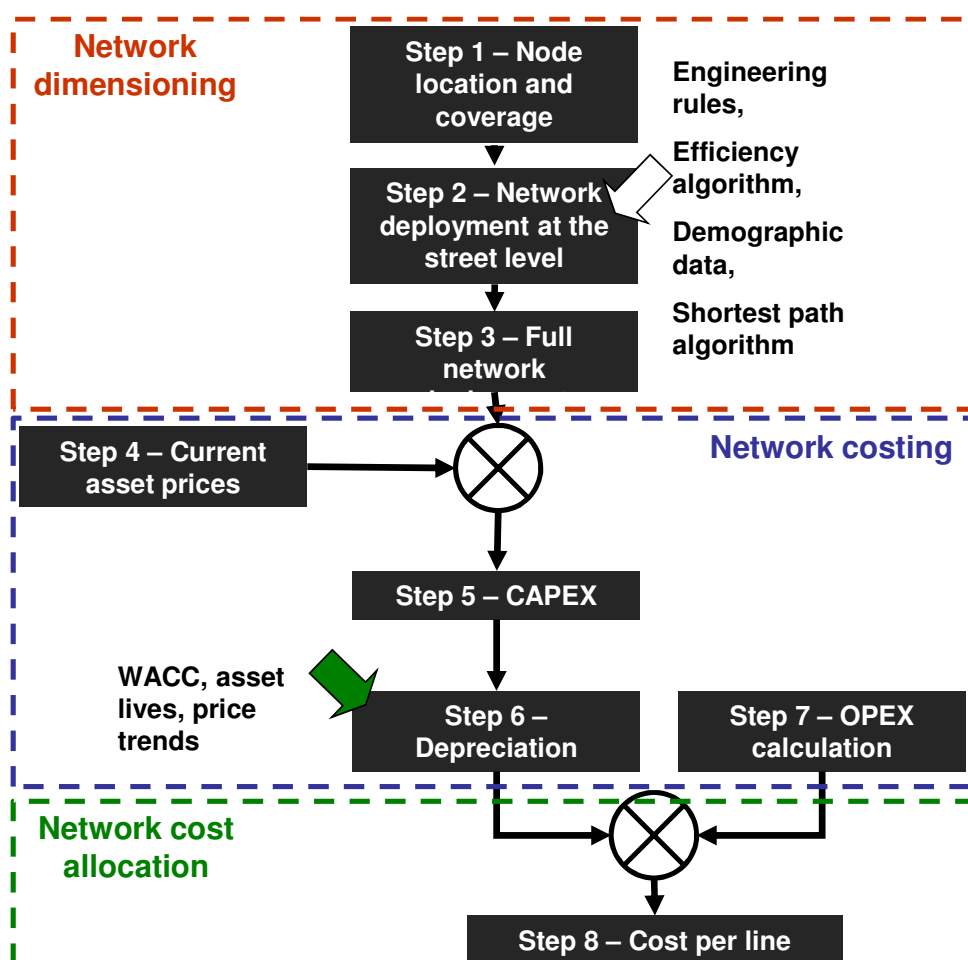 Network
dimensioning
Step 1 – Node
location and
coverage
Engineering
rules,
Efficiency
algorithm,
Demographic
data,
Shortest path
algorithm
Step 2 – Network
deployment at the
street level
Step 3 – Full
network
Network costing
Step 4 – Current
asset prices
Step 5 – CAPEX
WACC, asset
lives, price
trends
Step 6 –
Depreciation
Step 7 – OPEX
calculation
Network cost
allocation
Step 8 – Cost per line